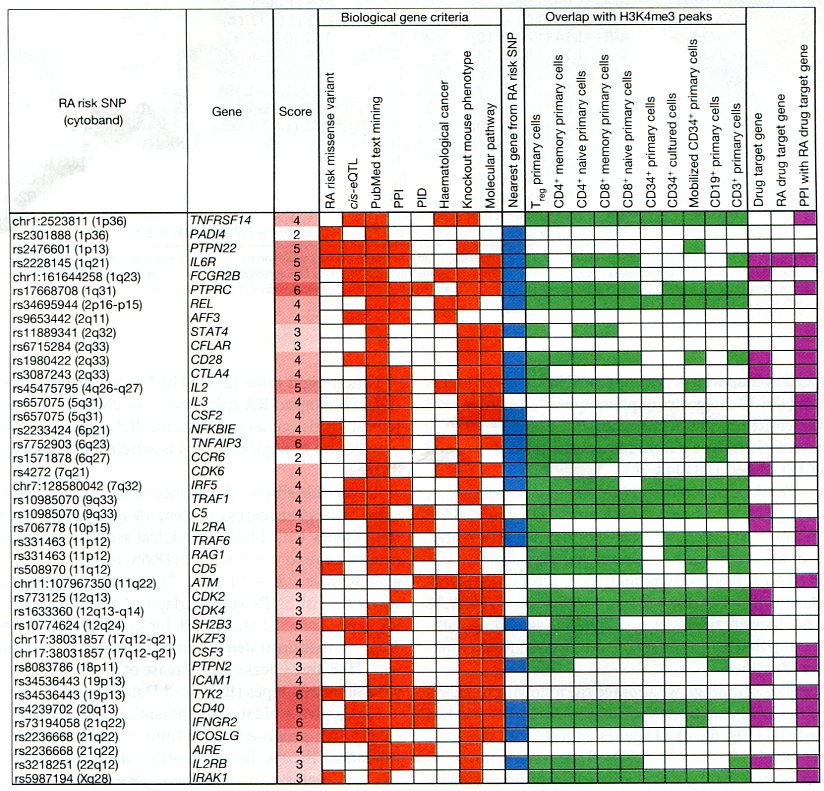 Biological gene criteria
Overlap with H3K4me3 peaks
RA risk SNP
(cytoband)
Gene
Score
RA risk missense variant
cis-eQTL
PubMed text mining
PPI
PID
Haematological cancer
Knockout mouse phenotype
Molecular pathway
Nearest gene from RA risk SNP
Treg primary cells
CD4+ memory primary cells
CD4+ naive primary cells
CD8+ memory primary cells
CD8+ naive primary cells
CD34+ primary cells
CD34+ cultured cells
Mobilized CD34+ primary cells
CD19+ primary cells
CD3+ primary cells
Drug target gene
RA drug target gene
PPI with RA drug target gene
chr1:2523811 (1p36) TNFRSF14 4
rs2301888 (1p36) PADI4 2
rs2476601 (1p13) PTPN22 5
rs2228145 (1q21) IL6R 5
chr1:161644258 (1q23) FCGR2B 5
rs17668708 (1q31) PTPRC 6
rs34695944 (2p16-p15) REL 4
rs9653442 (2q11) AFF3 4
rs11889341 (2q32) STAT4 3
rs6715284 (2q33) CFLAR 3
rs1980422 (2q33) CD28 4
rs3087243 (2q33) CTLA4 4
rs45475795 (4q26-q27) IL2 5
rs657075 (5q31) IL3 4
rs657075 (5q31) CSF2 4
rs2233424 (6p21) NFKBIE 4
rs7752903 (6q23) TNFAIP3 6
rs1571878 (6q27) CCR6 2
rs4272 (7q21) CDK6 4
chr7:128580042 (7q32) IRF5 4
rs10985070 (9q33) TRAF1 4
rs10985070 (9q33) C5 4
rs706778 (10p15) IL2RA 5
rs331463 (11p12) TRAF6 4
rs331463 (11p12) RAG1 4
rs508970 (11q12) CD5 4
chr11:107967350 (11q22) ATM 4
rs773125 (12q13) CDK2 3
rs1633360 (12q13-q14) CDK4 3
rs10774624 (12q24) SH2B3 5
chr17:38031857 (17q12-q21) IKZF3 4
chr17:38031857 (17q12-q21) CSF3 4
rs8083786 (18p11) PTPN2 3
rs34536443 (19p13) ICAM1 4
rs34536443 (19p13) TYK2 6
rs4239702 (20q13) CD40 6
rs73194058 (21q22) IFNGR2 6
rs2236668 (21q22) ICOSLG 5
rs2236668 (21q22) AIRE 4
rs3218251 (22q12) IL2RB 3
rs5987194 (Xq28) IRAK1 3